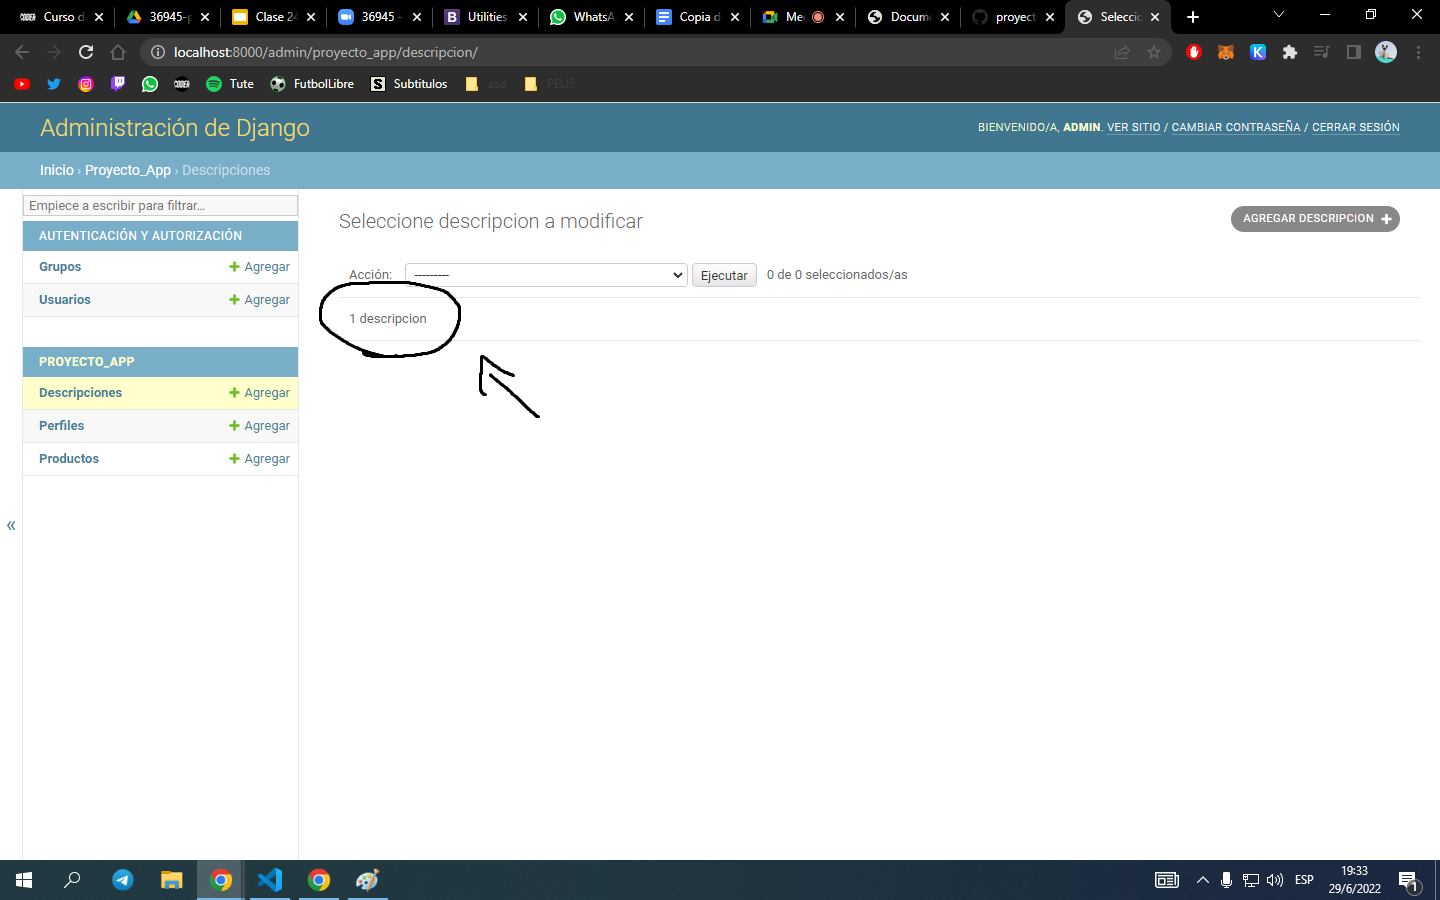 Curso d
36945-p
Clase 24
36945 -
Utilities
WhatsA
Copia d
Me
Docum
proyect
Seleccio
localhost:8000/admin/proyecto_app/descripcion/
CODER
Tute
FutbolLibre
Subtitulos
asd
PELIS
Administración de Django
BIENVENIDO/A, ADMIN. VER SITIO / CAMBIAR CONTRASEÑA / CERRAR SESIÓN
Inicio › Proyecto_App › Descripciones
Empiece a escribir para filtrar...
AUTENTICACIÓN Y AUTORIZACIÓN
Grupos + Agregar
Usuarios + Agregar
PROYECTO_APP
Descripciones + Agregar
Perfiles + Agregar
Productos + Agregar
«
Seleccione descripcion a modificar
AGREGAR DESCRIPCION +
Acción: --------- Ejecutar 0 de 0 seleccionados/as
1 descripcion
ESP
19:33
29/6/2022
1